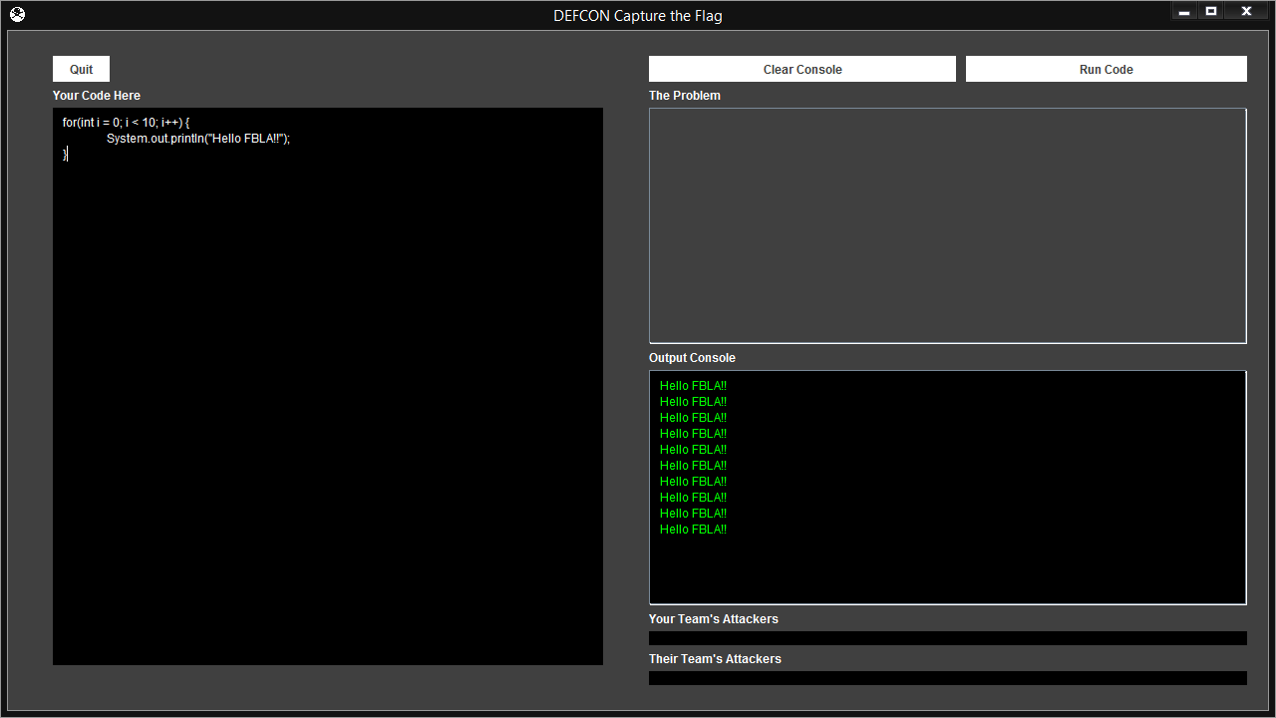 DEFCON Capture the Flag
Quit
Your Code Here
for(int i = 0; i < 10; i++) {
System.out.println("Hello FBLA!!");
}
Clear Console
Run Code
The Problem
Output Console
Hello FBLA!!
Hello FBLA!!
Hello FBLA!!
Hello FBLA!!
Hello FBLA!!
Hello FBLA!!
Hello FBLA!!
Hello FBLA!!
Hello FBLA!!
Hello FBLA!!
Your Team's Attackers
Their Team's Attackers